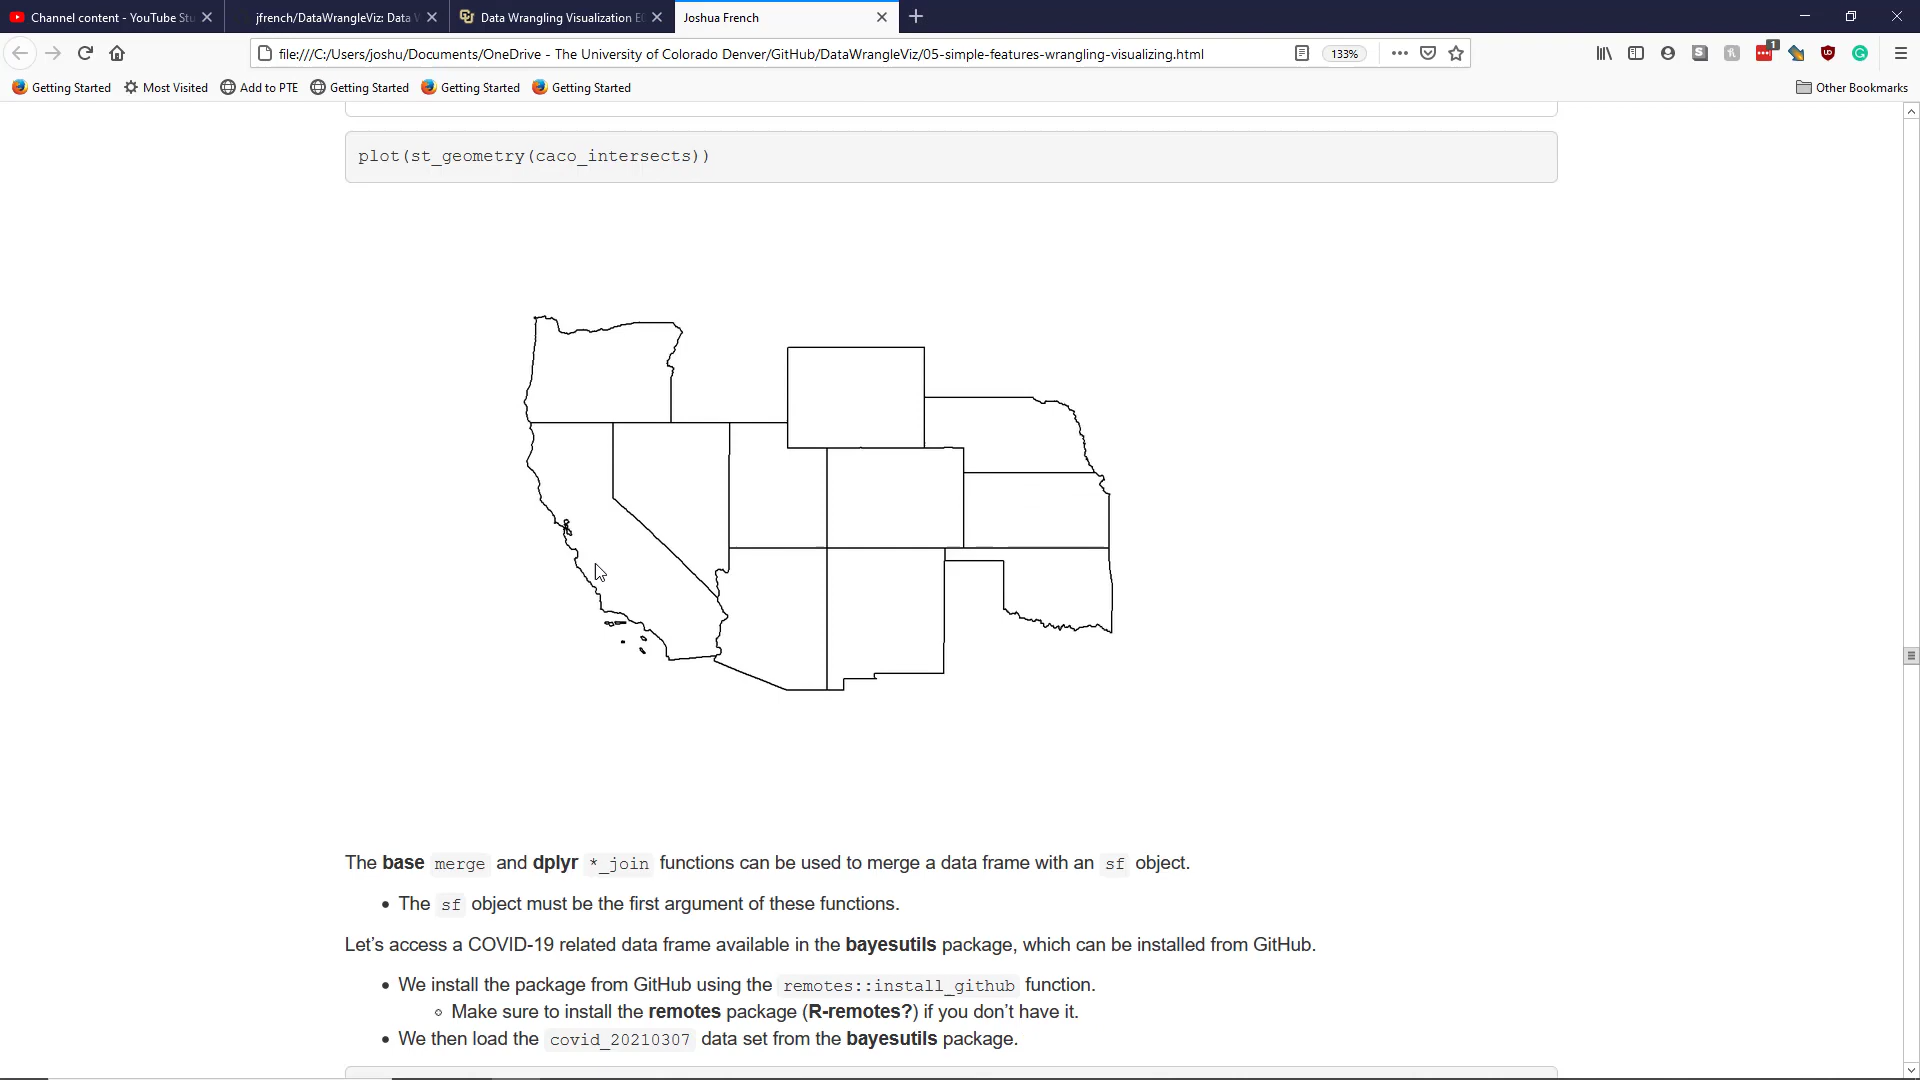 Channel content - YouTube Stu
jfrench/DataWrangleViz: Data W
Data Wrangling Visualization EC
Joshua French
file:///C:/Users/joshu/Documents/OneDrive - The University of Colorado Denver/GitHub/DataWrangleViz/05-simple-features-wrangling-visualizing.html
133%
1
Getting Started
Most Visited
Add to PTE
Getting Started
Getting Started
Getting Started
Other Bookmarks
plot(st_geometry(caco_intersects))
The base merge and dplyr *_join functions can be used to merge a data frame with an sf object.
• The sf object must be the first argument of these functions.
Let's access a COVID-19 related data frame available in the bayesutils package, which can be installed from GitHub.
• We install the package from GitHub using the remotes::install_github function.
◦ Make sure to install the remotes package (R-remotes?) if you don't have it.
• We then load the covid_20210307 data set from the bayesutils package.